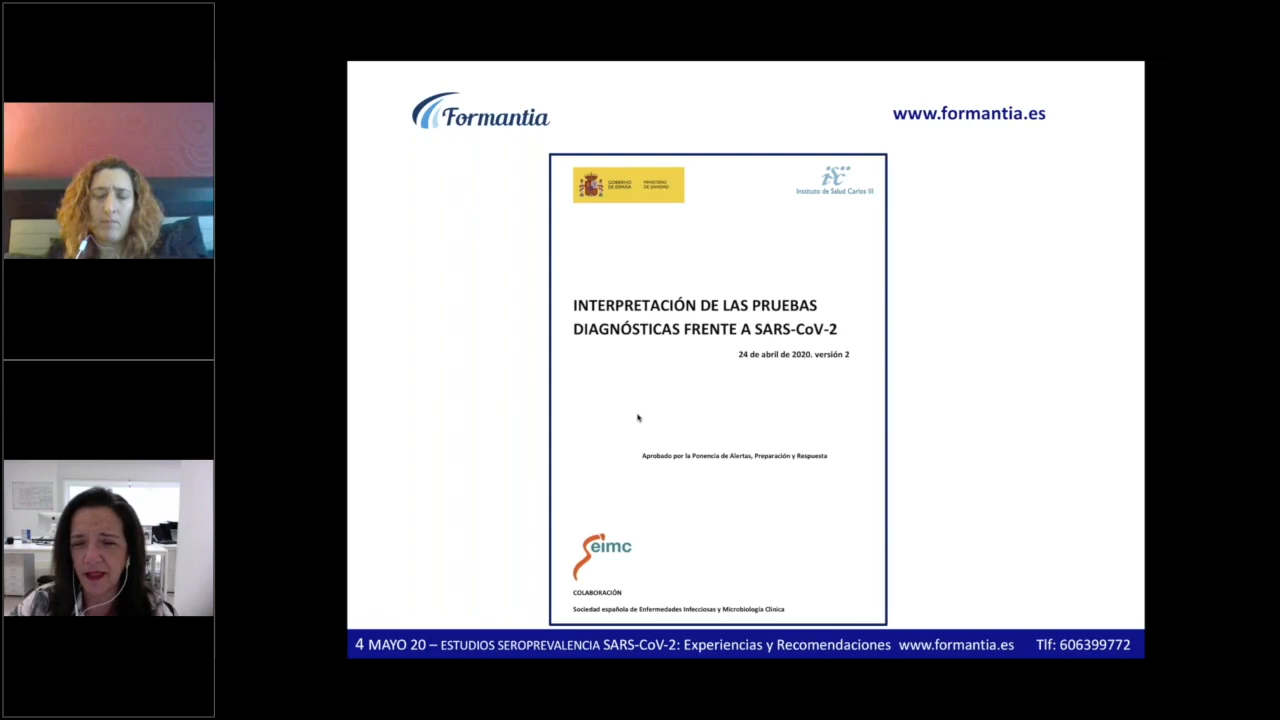 Formantia
www.formantia.es
GOBIERNO DE ESPAÑA
MINISTERIO DE SANIDAD
Instituto de Salud Carlos III
INTERPRETACIÓN DE LAS PRUEBAS
DIAGNÓSTICAS FRENTE A SARS-CoV-2
24 de abril de 2020. versión 2
Aprobado por la Ponencia de Alertas, Preparación y Respuesta
Seimc
COLABORACIÓN
Sociedad española de Enfermedades Infecciosas y Microbiología Clínica
4 MAYO 20 – ESTUDIOS SEROPREVALENCIA SARS-CoV-2: Experiencias y Recomendaciones www.formantia.es Tlf: 606399772